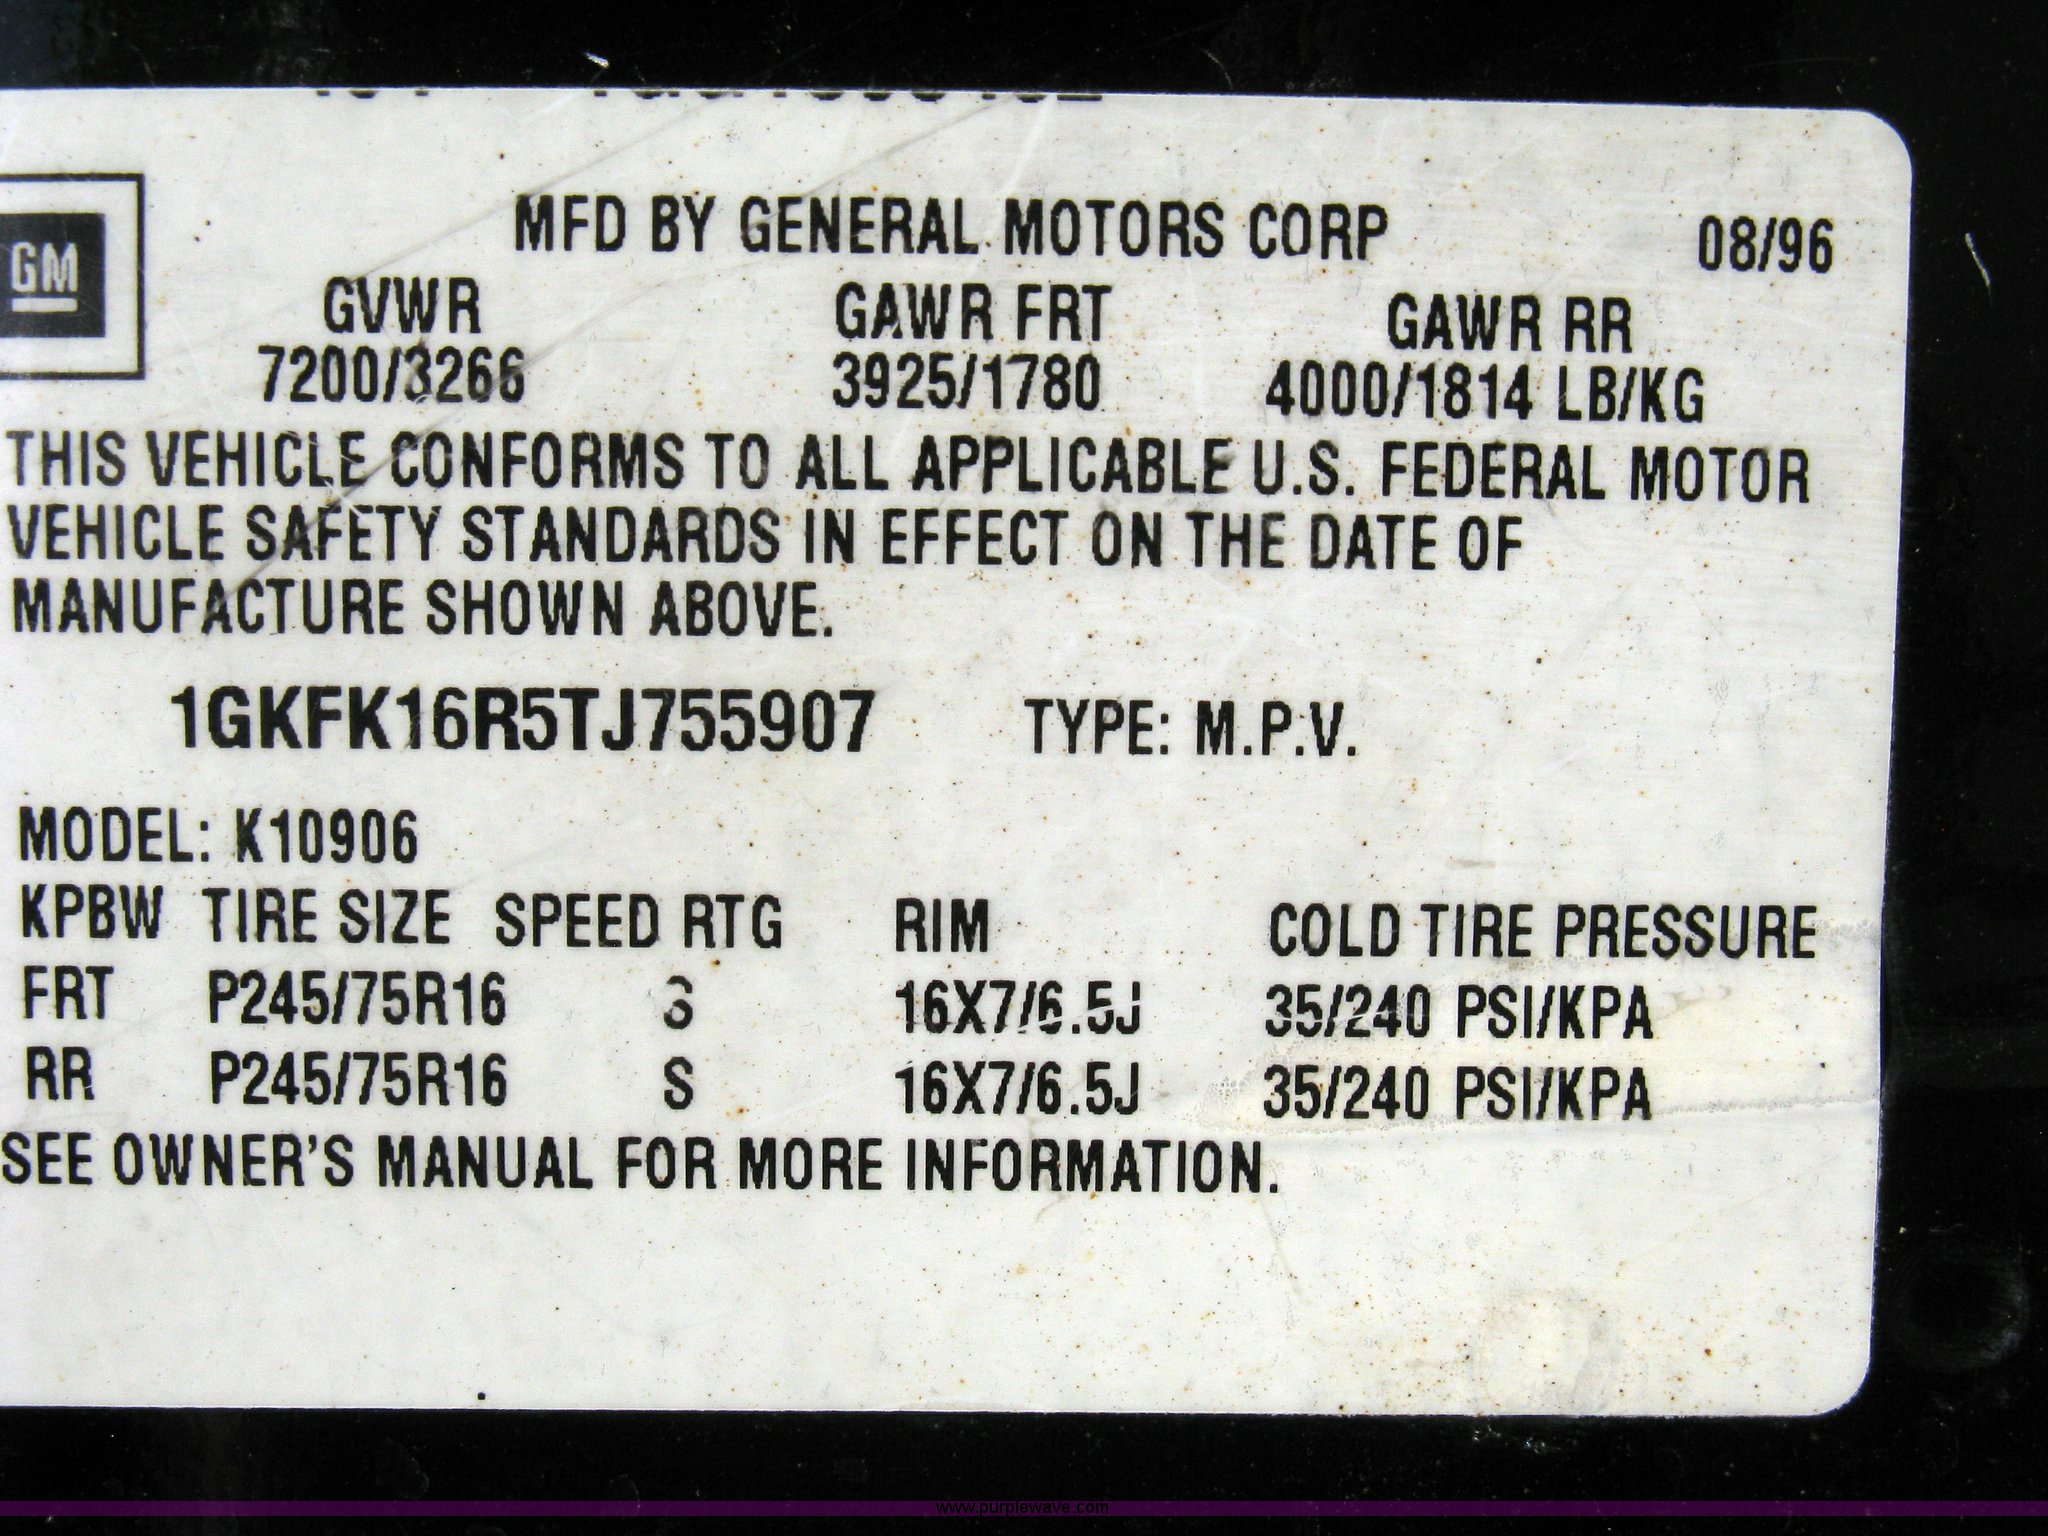 MFD BY GENERAL MOTORS CORP 08/96
GM
GVWR GAWR FRT GAWR RR
7200/3266 3925/1780 4000/1814 LB/KG
THIS VEHICLE CONFORMS TO ALL APPLICABLE U.S. FEDERAL MOTOR
VEHICLE SAFETY STANDARDS IN EFFECT ON THE DATE OF
MANUFACTURE SHOWN ABOVE.
1GKFK16R5TJ755907 TYPE: M.P.V.
MODEL: K10906
KPBW TIRE SIZE SPEED RTG RIM COLD TIRE PRESSURE
FRT P245/75R16 S 16X7/6.5J 35/240 PSI/KPA
RR P245/75R16 S 16X7/6.5J 35/240 PSI/KPA
SEE OWNER'S MANUAL FOR MORE INFORMATION.
www.purplewave.com